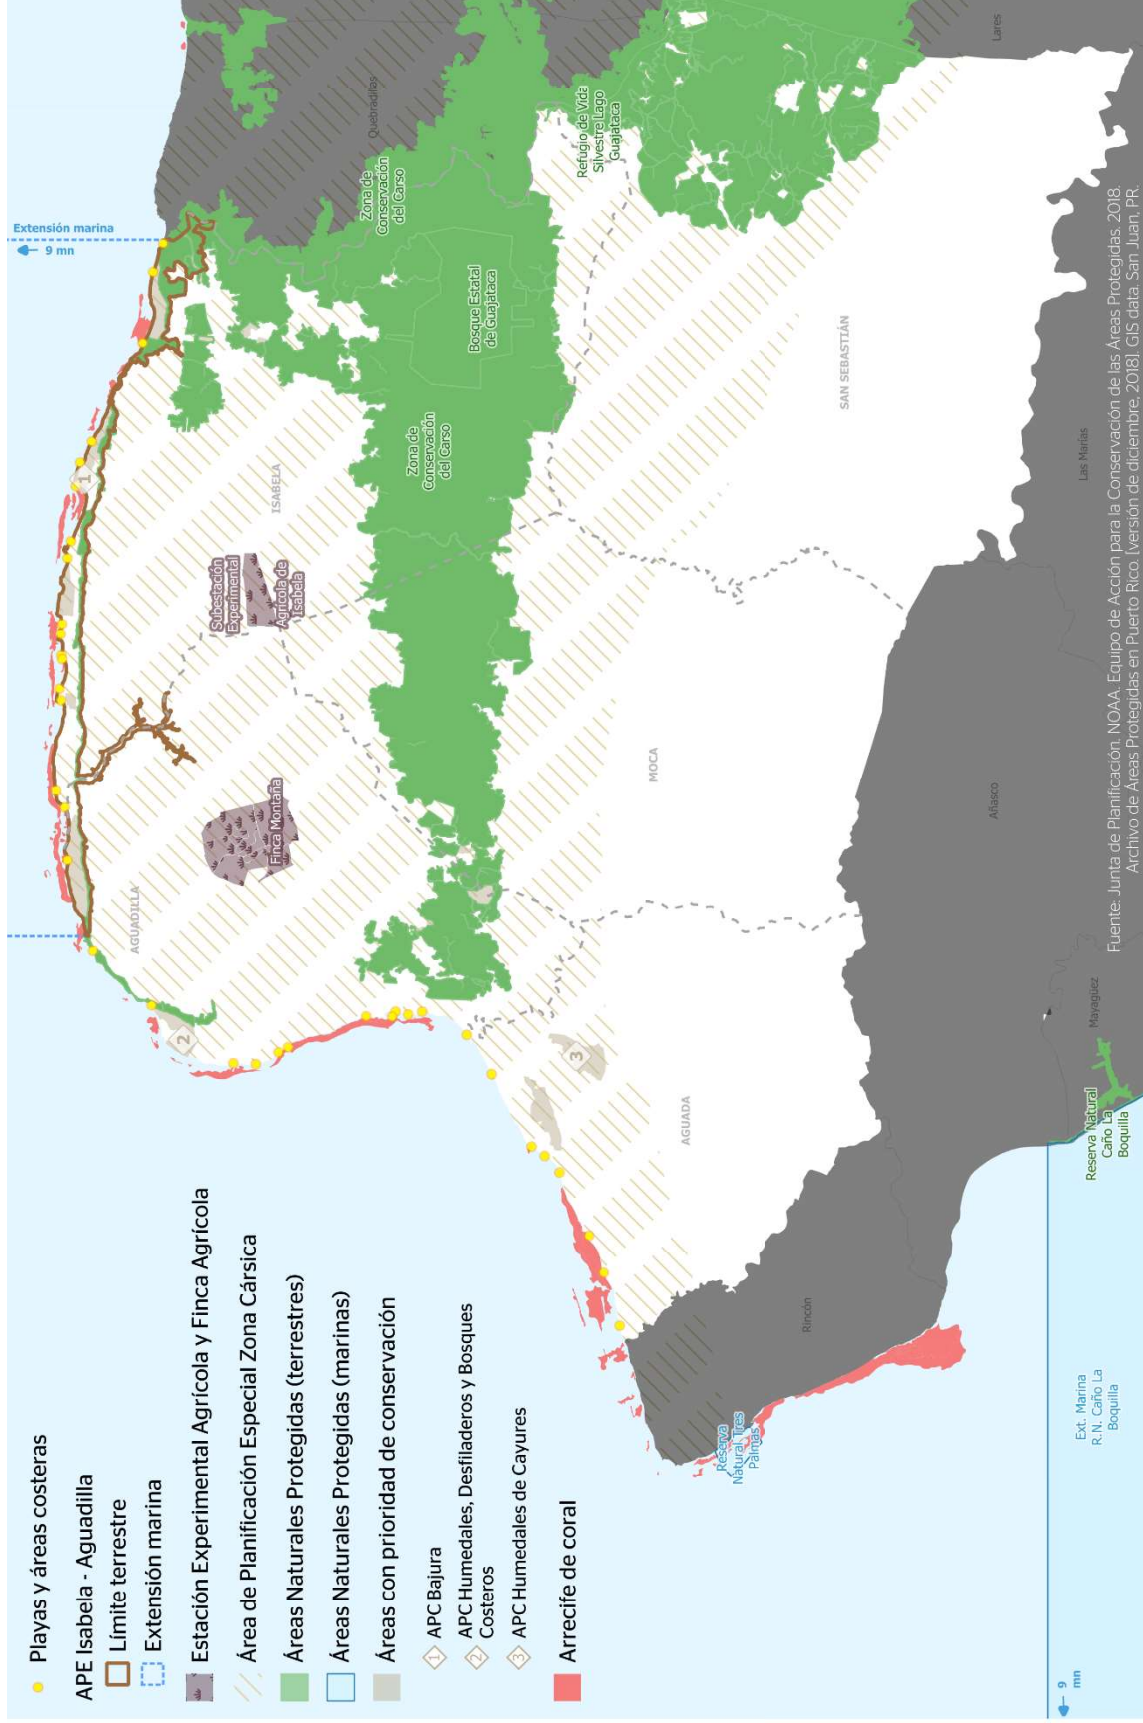 Playas y áreas costeras
APE Isabela - Aguadilla
Límite terrestre
Extensión marina
Estación Experimental Agrícola y Finca Agrícola
Área de Planificación Especial Zona Cársica
Áreas Naturales Protegidas (terrestres)
Áreas Naturales Protegidas (marinas)
Áreas con prioridad de conservación
1 APC Bajura
2 APC Humedales, Desfiladeros y Bosques
Costeros
3 APC Humedales de Cayures
Arrecife de coral
Extensión marina
9 mn
Quebradillas
Lares
Zona de
Conservación
del Carso
Refugio de Vida
Silvestre Lago
Guajataca
Bosque Estatal
de Guajataca
Zona de
Conservación
del Carso
1
ISABELA
Subestación
Experimental
Agrícola de
Isabela
Finca Montaña
AGUADILLA
2
3
SAN SEBASTIÁN
MOCA
AGUADA
Las Marías
Añasco
Mayagüez
Rincón
Reserva
Natural Tres
Palmas
Reserva Natural
Caño La
Boquilla
Ext. Marina
R.N. Caño La
Boquilla
9
mn
Fuente: Junta de Planificación. NOAA. Equipo de Acción para la Conservación de las Áreas Protegidas. 2018.
Archivo de Áreas Protegidas en Puerto Rico. [versión de diciembre, 2018]. GIS data. San Juan, PR.